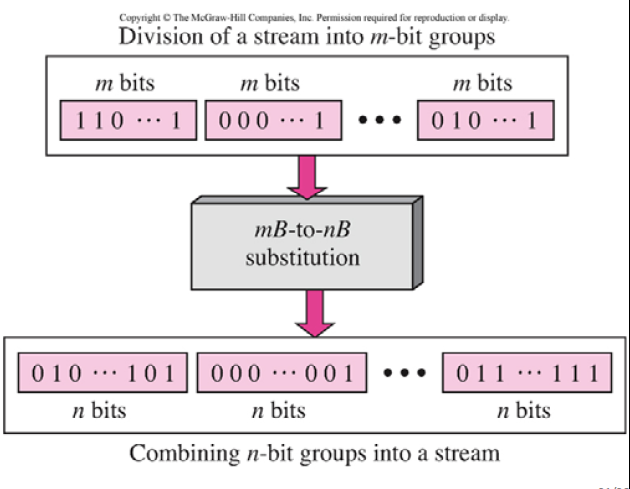 Copyright © The McGraw-Hill Companies, Inc. Permission required for reproduction or display.
Division of a stream into m-bit groups
m bits m bits m bits
1 1 0 ··· 1 0 0 0 ··· 1 ••• 0 1 0 ··· 1
mB-to-nB
substitution
0 1 0 ··· 1 0 1 0 0 0 ··· 0 0 1 ••• 0 1 1 ··· 1 1 1
n bits n bits n bits
Combining n-bit groups into a stream